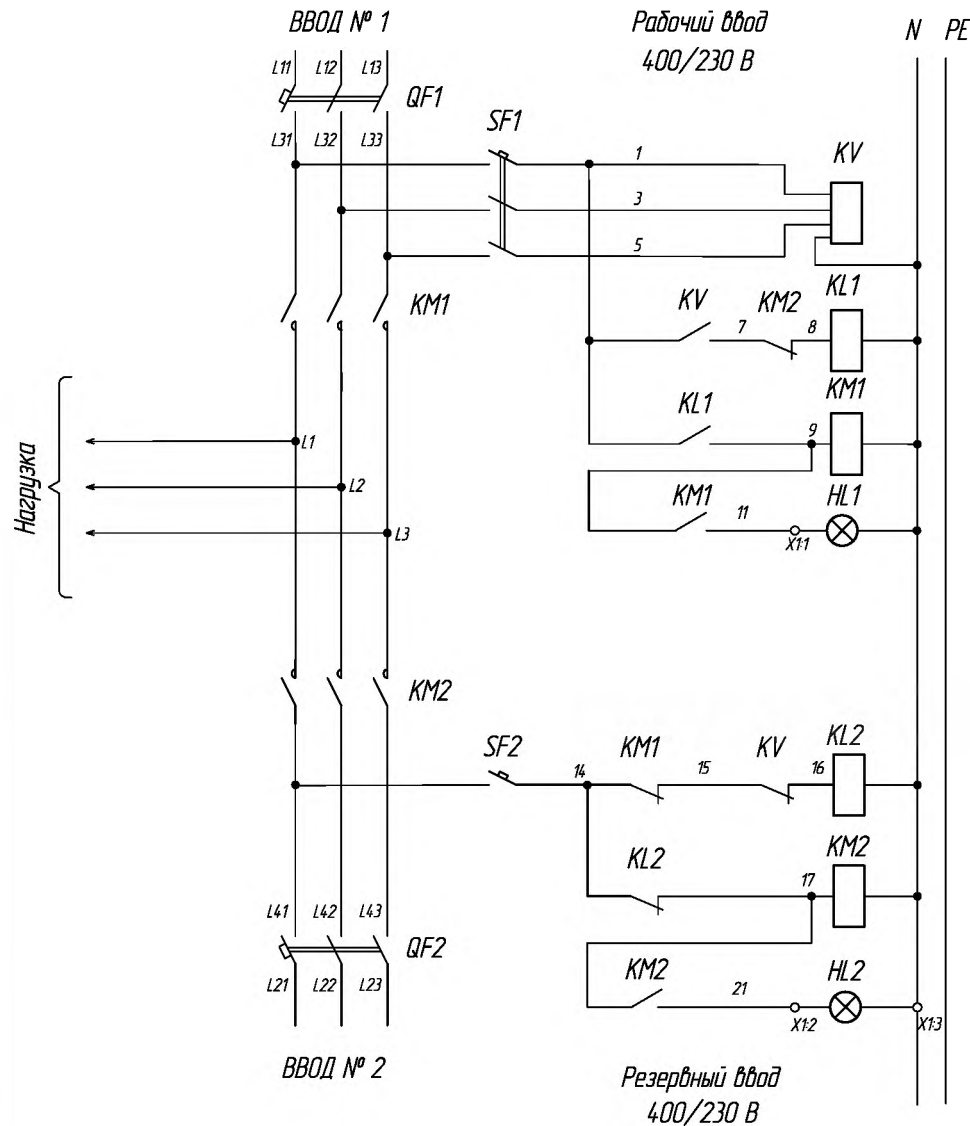 ВВОД № 1
Рабочий ввод
400/230 В
N PE
L11 L12 L13
QF1
L31 L32 L33
SF1
1
KV
3
5
KM1
KV
7
KM2
8
KL1
KL1
9
KM1
Нагрузка
L1
L2
L3
KM1
11
X1:1
HL1
KM2
SF2
14
KM1
15
KV
16
KL2
KL2
17
KM2
L41 L42 L43
QF2
L21 L22 L23
KM2
21
X1:2
HL2
X1:3
ВВОД № 2
Резервный ввод
400/230 В